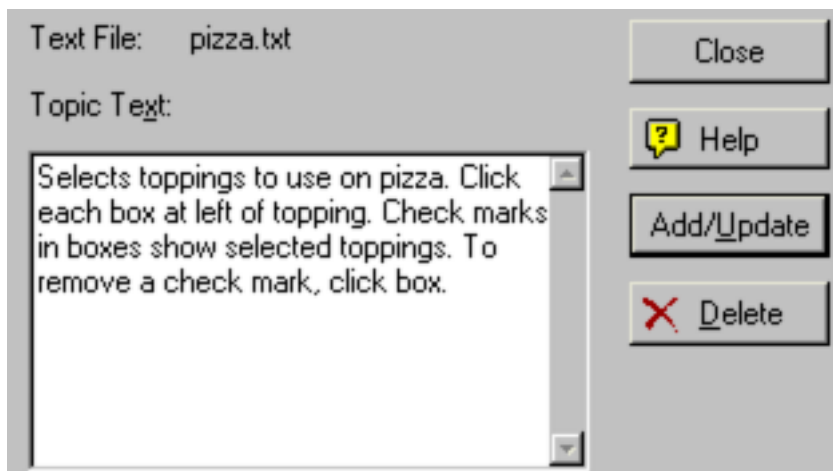 Text File: pizza.txt
Close
Topic Text:
Help
Selects toppings to use on pizza. Click
each box at left of topping. Check marks
in boxes show selected toppings. To
remove a check mark, click box.
Add/Update
Delete